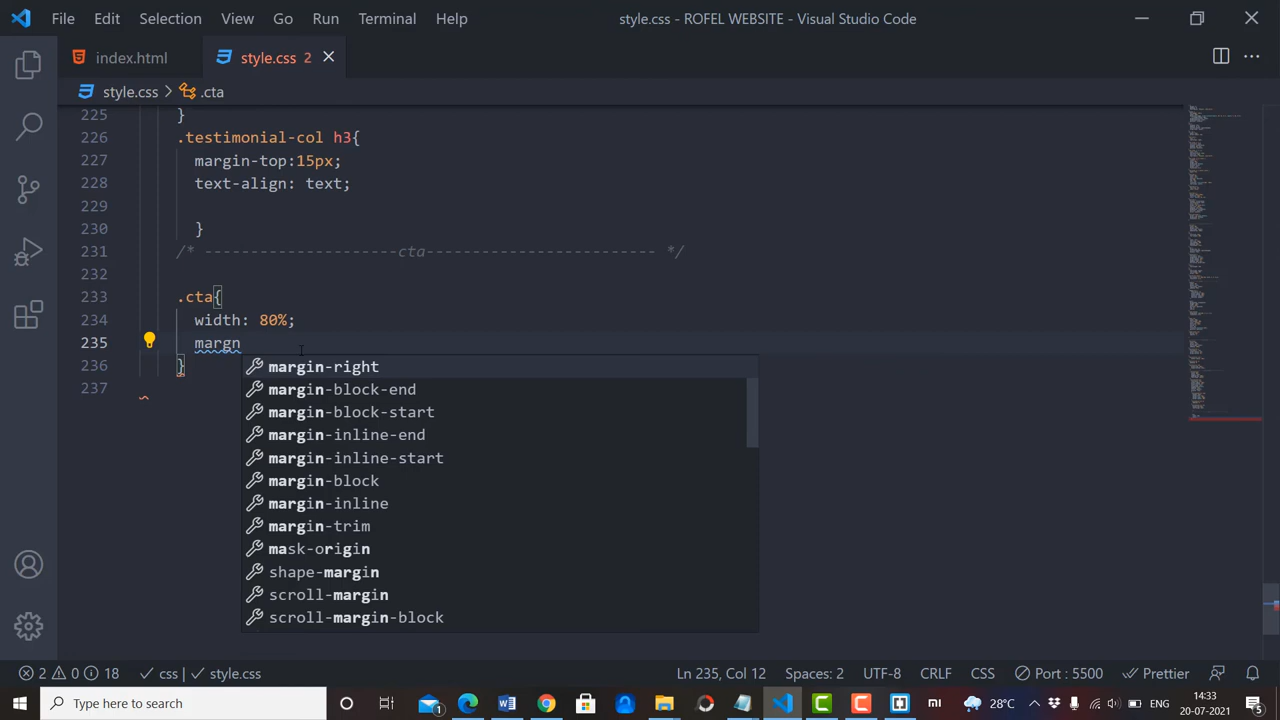 File Edit Selection View Go Run Terminal Help style.css - ROFEL WEBSITE - Visual Studio Code
index.html style.css 2
style.css > .cta
225 }
226 .testimonial-col h3{
227 margin-top:15px;
228 text-align: text;
229
230 }
231 /* ---------------------cta------------------------- */
232
233 .cta{
234 width: 80%;
235 margn
236 }
237
margin-right
margin-block-end
margin-block-start
margin-inline-end
margin-inline-start
margin-block
margin-inline
margin-trim
mask-origin
shape-margin
scroll-margin
scroll-margin-block
2 0 18 css | style.css Ln 235, Col 12 Spaces: 2 UTF-8 CRLF CSS Port : 5500 Prettier
Type here to search 1 mi 28°C 14:33
20-07-2021 5